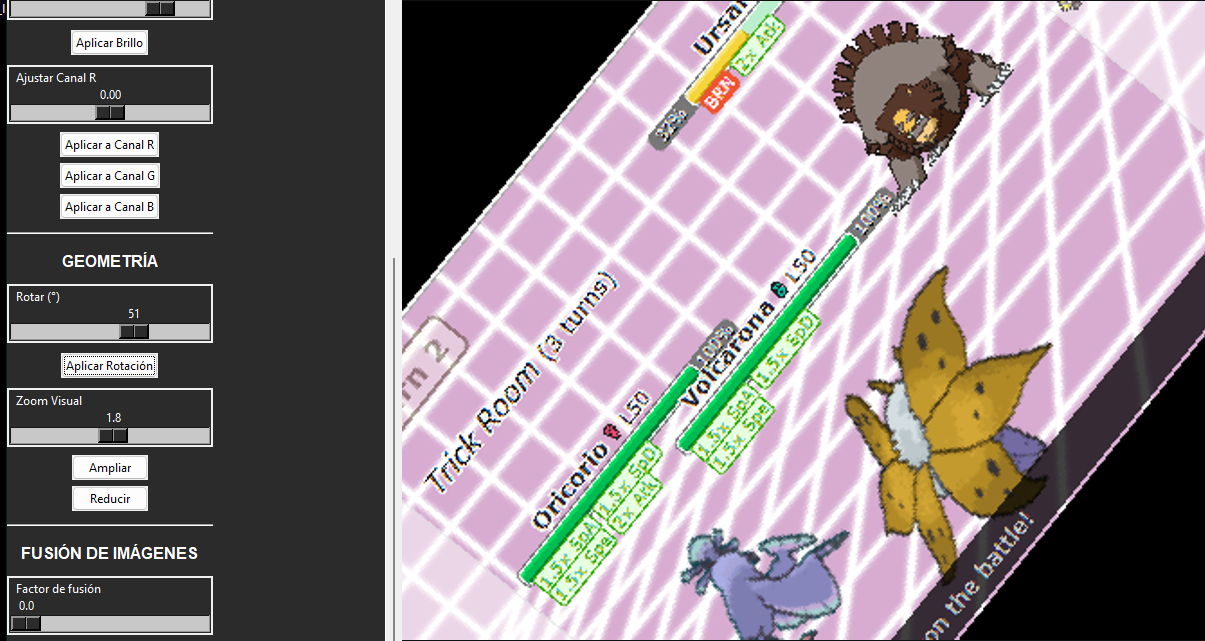 Aplicar Brillo
Ajustar Canal R
0.00
Aplicar a Canal R
Aplicar a Canal G
Aplicar a Canal B
GEOMETRÍA
Rotar (°)
51
Aplicar Rotación
Zoom Visual
1.8
Ampliar
Reducir
FUSIÓN DE IMÁGENES
Factor de fusión
0.0
2x Atk
BRN
Trick Room (3 turns)
Oricorio L50
100%
1.5x SpA 1.5x SpD
1.5x Spe 2x Atk
Volcarona L50
100%
1.5x SpA 1.5x SpD
1.5x Spe
on the battle!